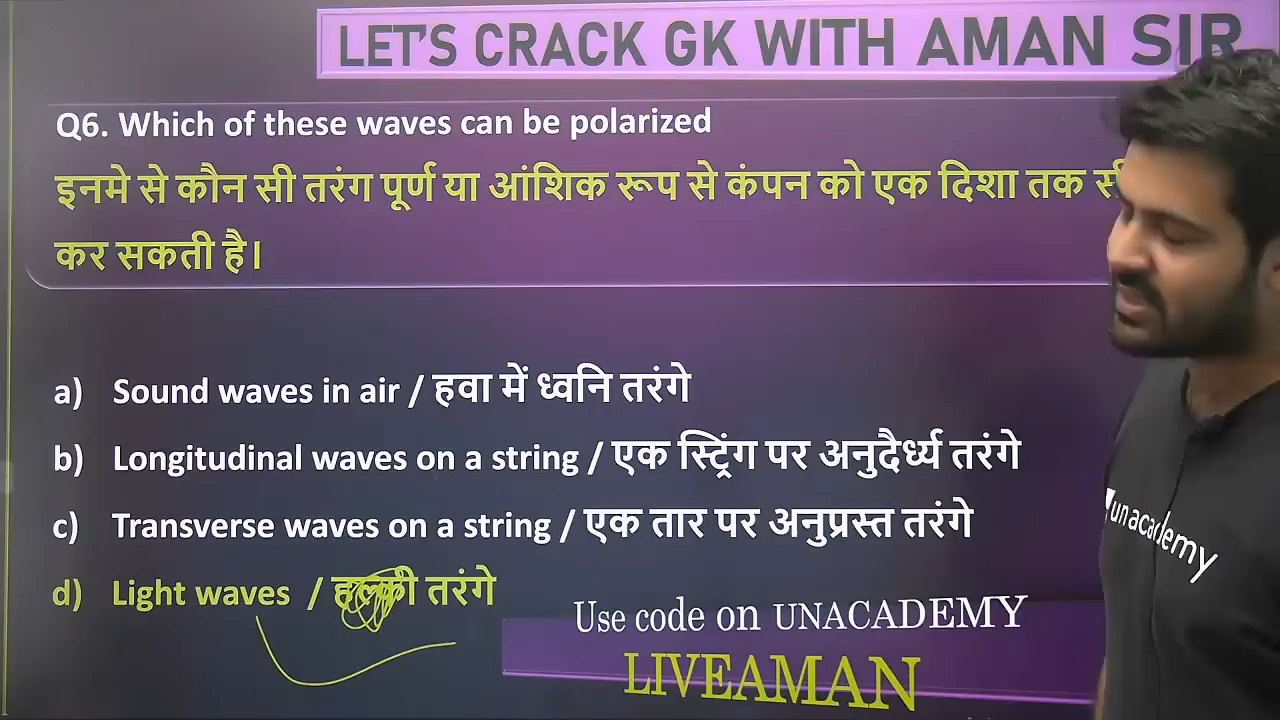 LET'S CRACK GK WITH AMAN SIR
Q6. Which of these waves can be polarized
इनमे से कौन सी तरंग पूर्ण या आंशिक रूप से कंपन को एक दिशा तक
कर सकती है।
a) Sound waves in air / हवा में ध्वनि तरंगे
b) Longitudinal waves on a string / एक स्ट्रिंग पर अनुदैर्ध्य तरंगे
c) Transverse waves on a string / एक तार पर अनुप्रस्त तरंगे
d) Light waves / हल्की तरंगे
unacademy
Use code on UNACADEMY
LIVEAMAN